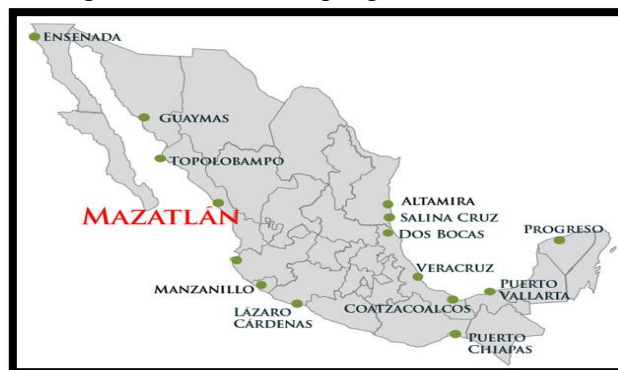 ENSENADA
GUAYMAS
TOPOLOBAMPO
MAZATLÁN
ALTAMIRA
SALINA CRUZ
DOS BOCAS
PROGRESO
VERACRUZ
MANZANILLO
PUERTO
VALLARTA
LÁZARO
CÁRDENAS
COATZACOALCOS
PUERTO
CHIAPAS